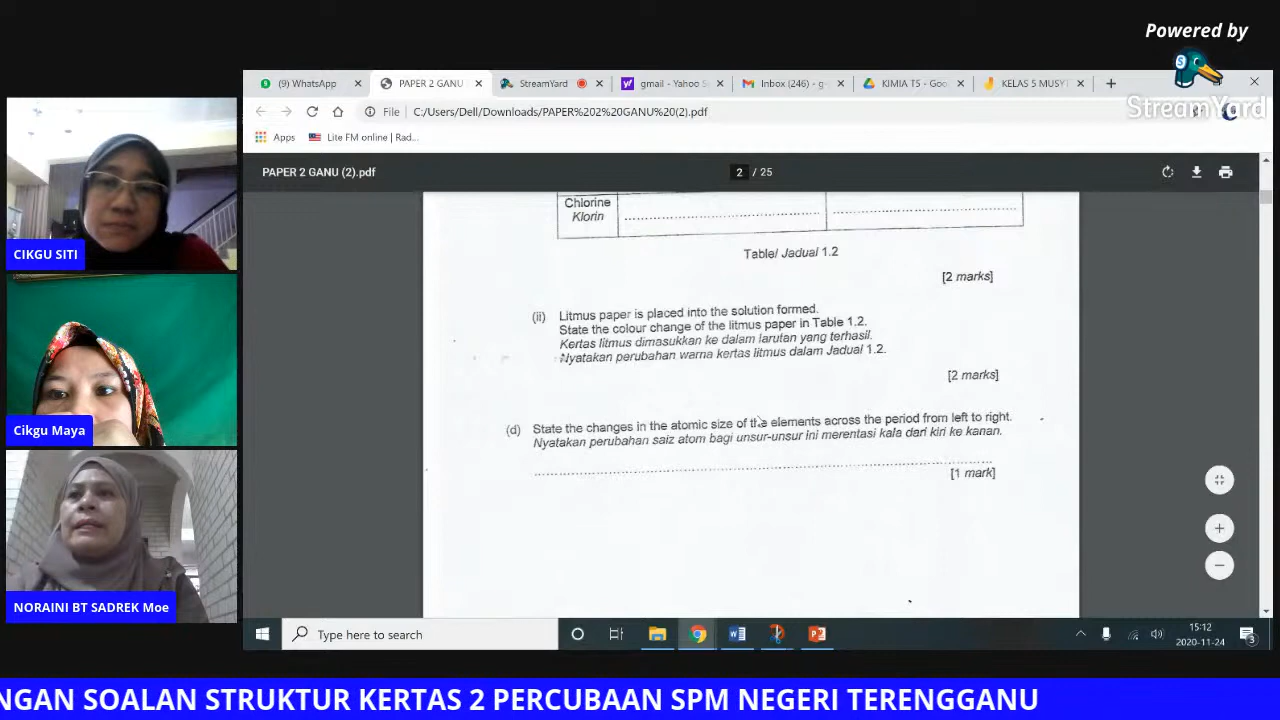 Powered by
StreamYard
(9) WhatsApp
PAPER 2 GANU
StreamYard
gmail - Yahoo S
Inbox (246) - g
KIMIA T5 - Goo
KELAS 5 MUSYT
File
C:/Users/Dell/Downloads/PAPER%202%20GANU%20(2).pdf
Apps
Lite FM online | Rad...
PAPER 2 GANU (2).pdf
2 / 25
CIKGU SITI
Cikgu Maya
NORAINI BT SADREK Moe
Chlorine
Klorin
Table/ Jadual 1.2
[2 marks]
(ii) Litmus paper is placed into the solution formed.
State the colour change of the litmus paper in Table 1.2.
Kertas litmus dimasukkan ke dalam larutan yang terhasil.
Nyatakan perubahan warna kertas litmus dalam Jadual 1.2.
[2 marks]
(d) State the changes in the atomic size of the elements across the period from left to right.
Nyatakan perubahan saiz atom bagi unsur-unsur ini merentasi kala dari kiri ke kanan.
[1 mark]
Type here to search
15:12
2020-11-24
3
NGAN SOALAN STRUKTUR KERTAS 2 PERCUBAAN SPM NEGERI TERENGGANU